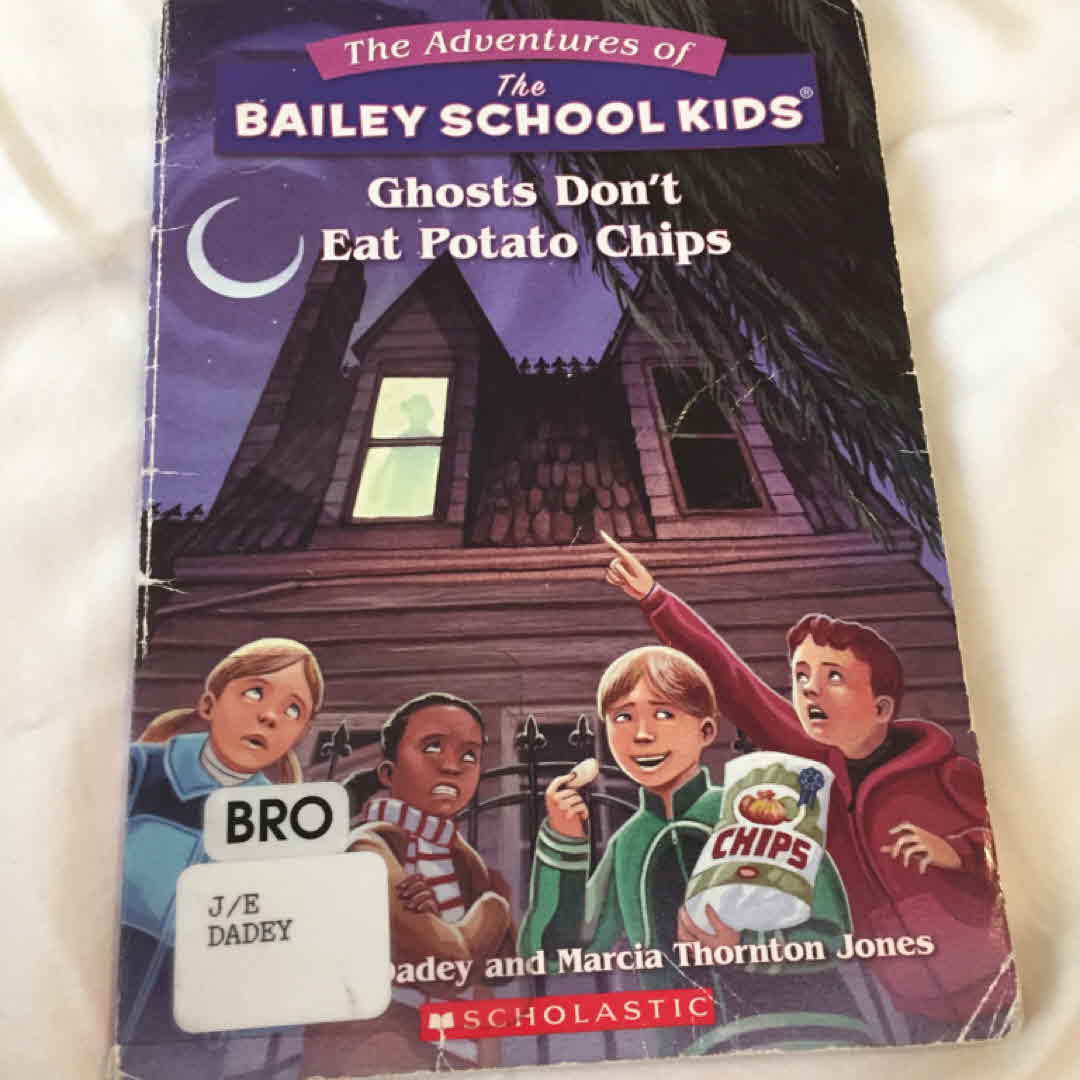 The Adventures of
The
BAILEY SCHOOL KIDS®
Ghosts Don't
Eat Potato Chips
CHIPS
BRO
J/E
DADEY
adey and Marcia Thornton Jones
SCHOLASTIC